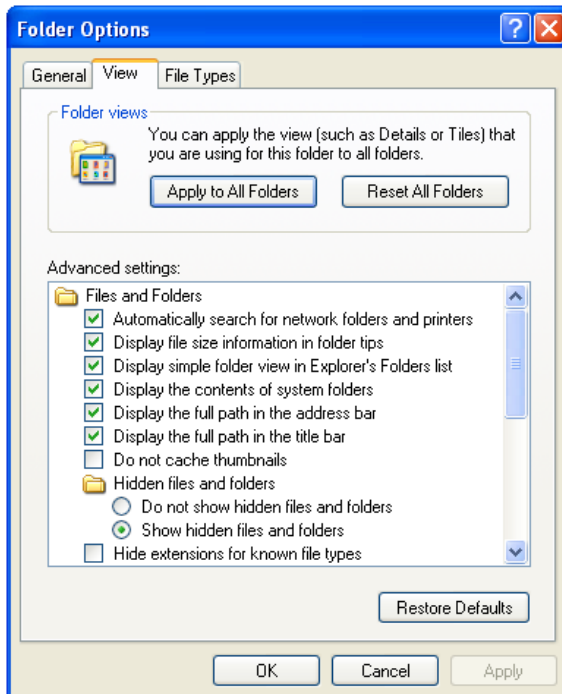 Folder Options
General View File Types
Folder views
You can apply the view (such as Details or Tiles) that
you are using for this folder to all folders.
Apply to All Folders Reset All Folders
Advanced settings:
Files and Folders
Automatically search for network folders and printers
Display file size information in folder tips
Display simple folder view in Explorer's Folders list
Display the contents of system folders
Display the full path in the address bar
Display the full path in the title bar
Do not cache thumbnails
Hidden files and folders
Do not show hidden files and folders
Show hidden files and folders
Hide extensions for known file types
Restore Defaults
OK Cancel Apply